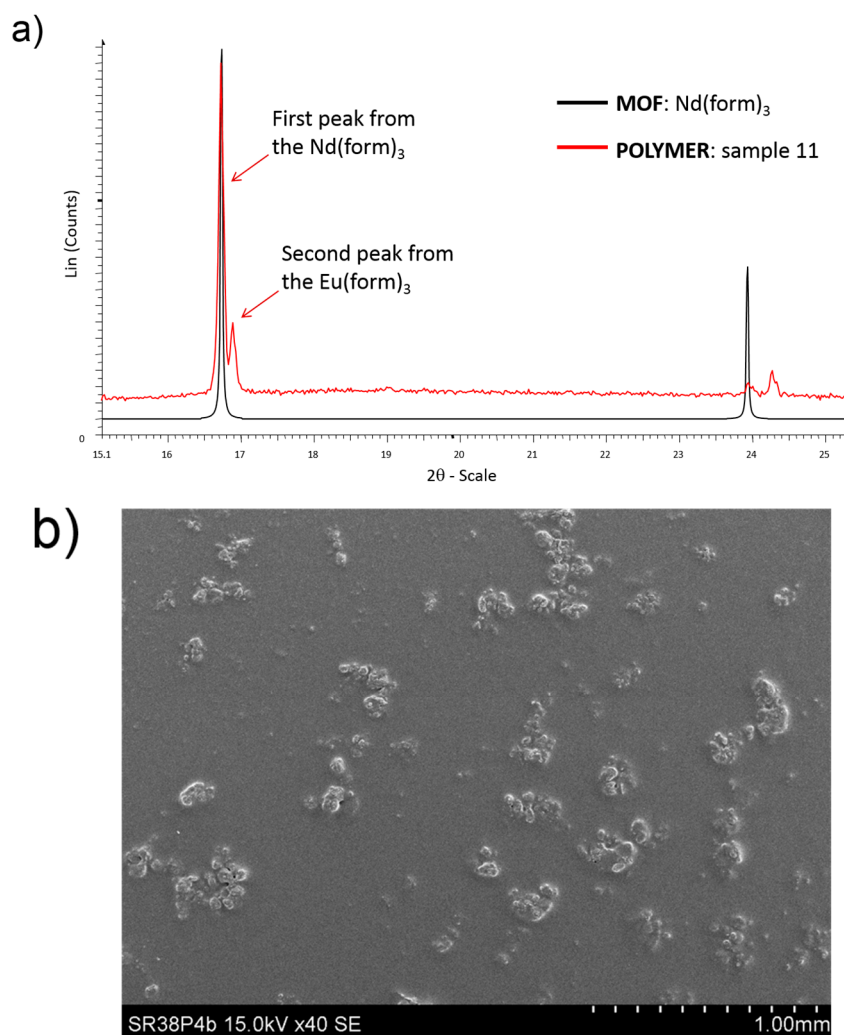 a)
First peak from
the Nd(form)₃
Second peak from
the Eu(form)₃
MOF: Nd(form)₃
POLYMER: sample 11
Lin (Counts)
0
15.1 16 17 18 19 20 21 22 23 24 25
2θ - Scale
b)
SR38P4b 15.0kV x40 SE 1.00mm